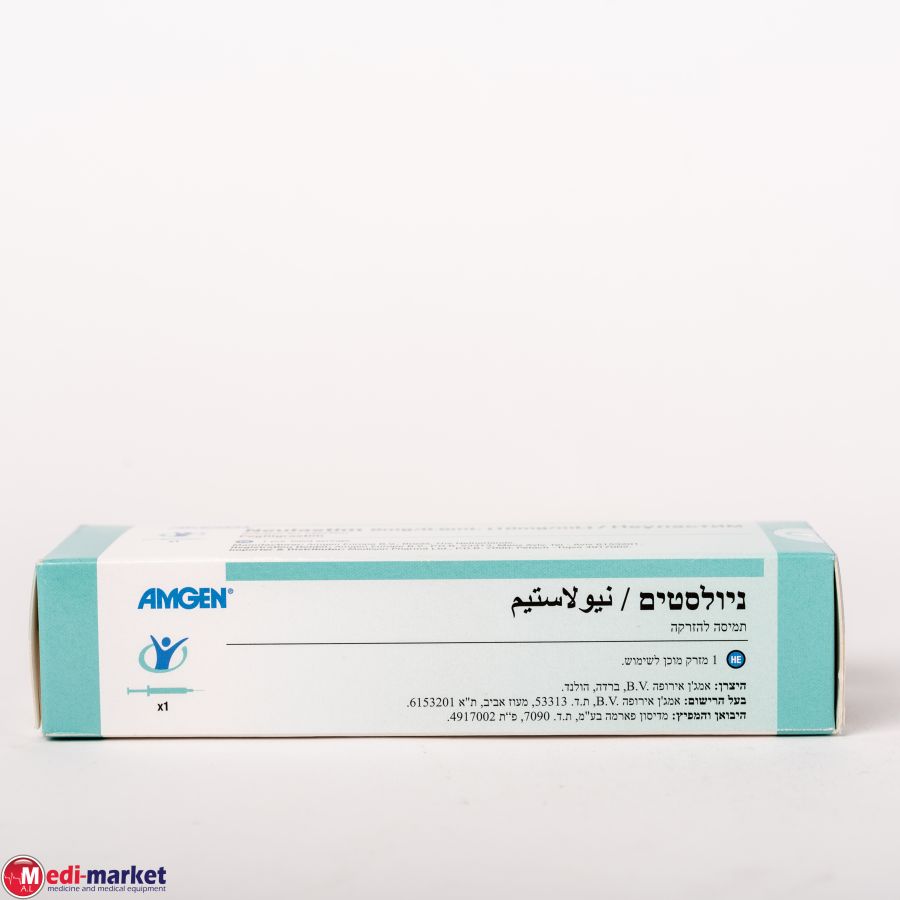 AMGEN®
x1
ניולסטים / نيولاستيم
תמיסה להזרקה
HE 1 מזרק מוכן לשימוש.
היצרן: אמג'ן אירופה B.V, ברדה, הולנד.
בעל הרישום: אמג'ן אירופה B.V, ת.ד. 53313, מעוז אביב, ת"א 6153201.
היבואן והמפיץ: מדיסון פארמה בע"מ, ת.ד. 7090, פ"ת 4917002.
Medi-market
A.L
medicine and medical equipment